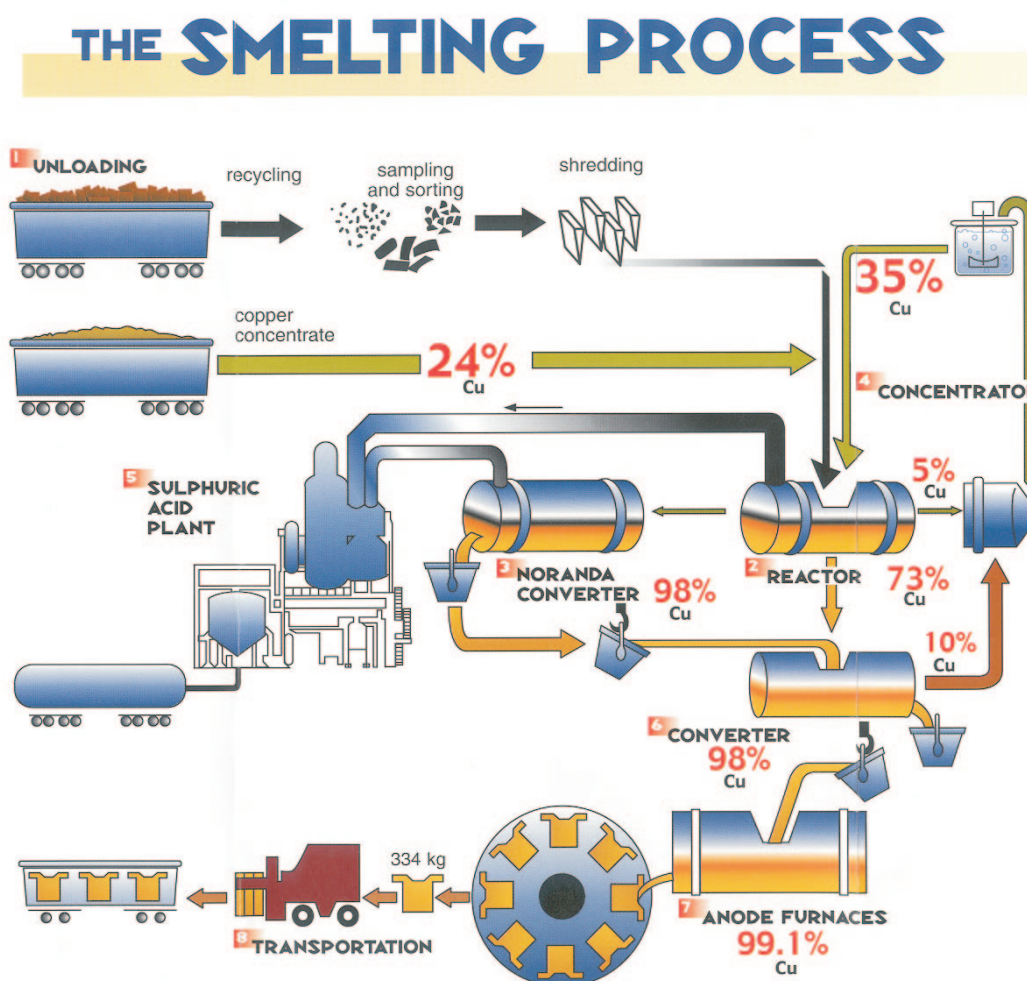 THE SMELTING PROCESS
1 UNLOADING
recycling
sampling
and sorting
shredding
35%
Cu
copper
concentrate
24%
Cu
4 CONCENTRATO
5 SULPHURIC
ACID
PLANT
5%
Cu
3 NORANDA
CONVERTER
98%
Cu
2 REACTOR
73%
Cu
10%
Cu
6 CONVERTER
98%
Cu
334 kg
7 ANODE FURNACES
99.1%
Cu
8 TRANSPORTATION